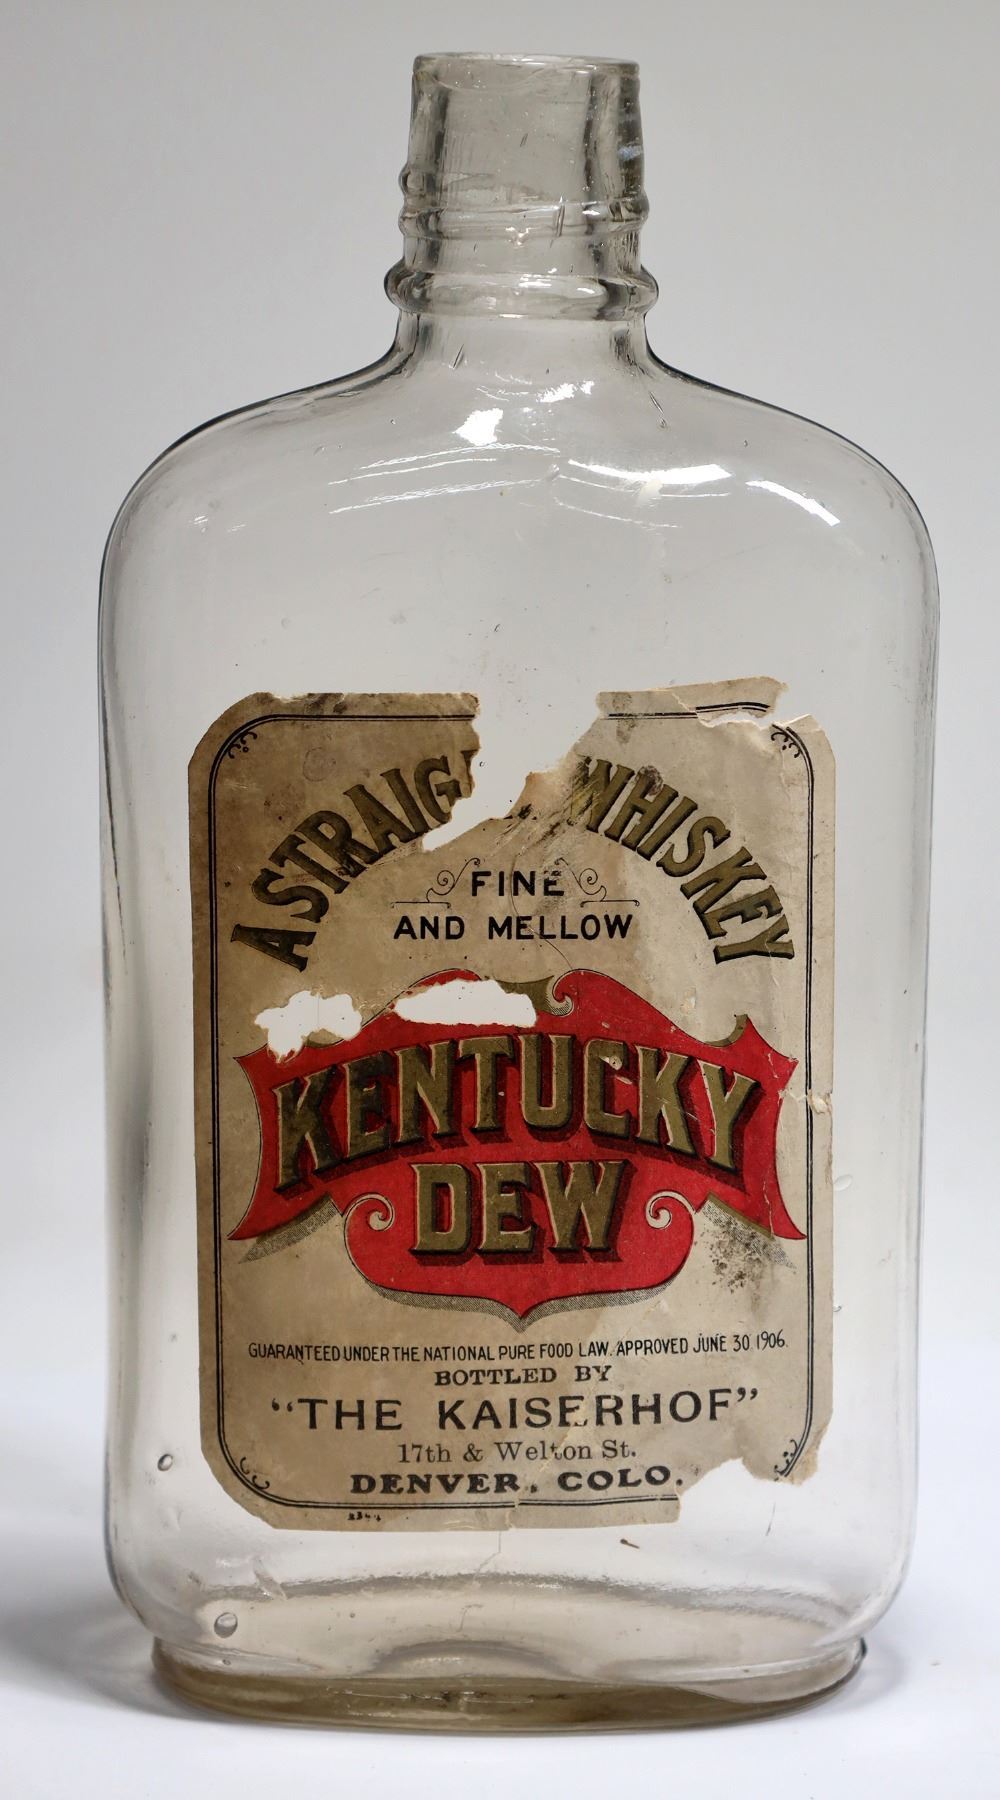 A STRAIG WHISKEY
FINE
AND MELLOW
KENTUCKY
DEW
GUARANTEED UNDER THE NATIONAL PURE FOOD LAW. APPROVED JUNE 30 1906.
BOTTLED BY
“THE KAISERHOF”
17th & Welton St.
DENVER, COLO.